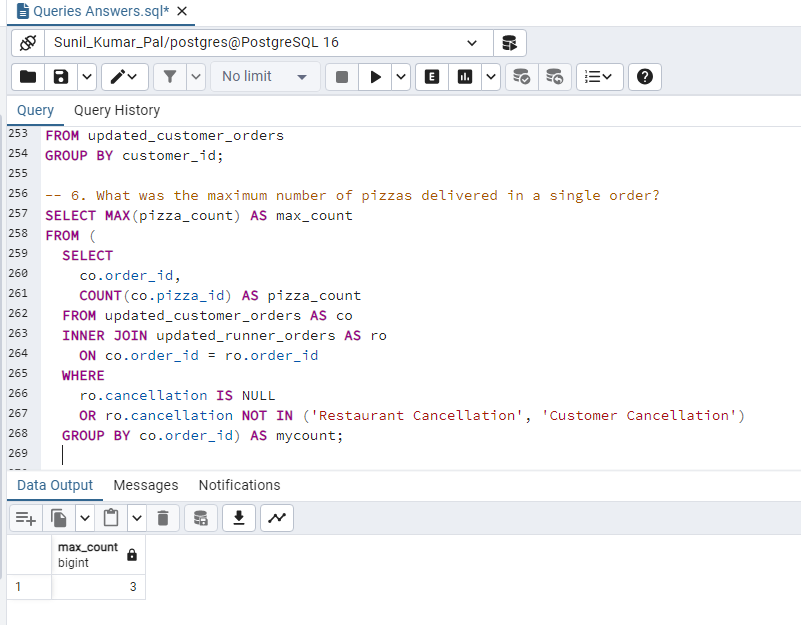 Queries Answers.sql*
Sunil_Kumar_Pal/postgres@PostgreSQL 16
No limit
E
Query Query History
253 FROM updated_customer_orders
254 GROUP BY customer_id;
255
256 -- 6. What was the maximum number of pizzas delivered in a single order?
257 SELECT MAX(pizza_count) AS max_count
258 FROM (
259 SELECT
260 co.order_id,
261 COUNT(co.pizza_id) AS pizza_count
262 FROM updated_customer_orders AS co
263 INNER JOIN updated_runner_orders AS ro
264 ON co.order_id = ro.order_id
265 WHERE
266 ro.cancellation IS NULL
267 OR ro.cancellation NOT IN ('Restaurant Cancellation', 'Customer Cancellation')
268 GROUP BY co.order_id) AS mycount;
269
Data Output Messages Notifications
max_count
bigint
1 3